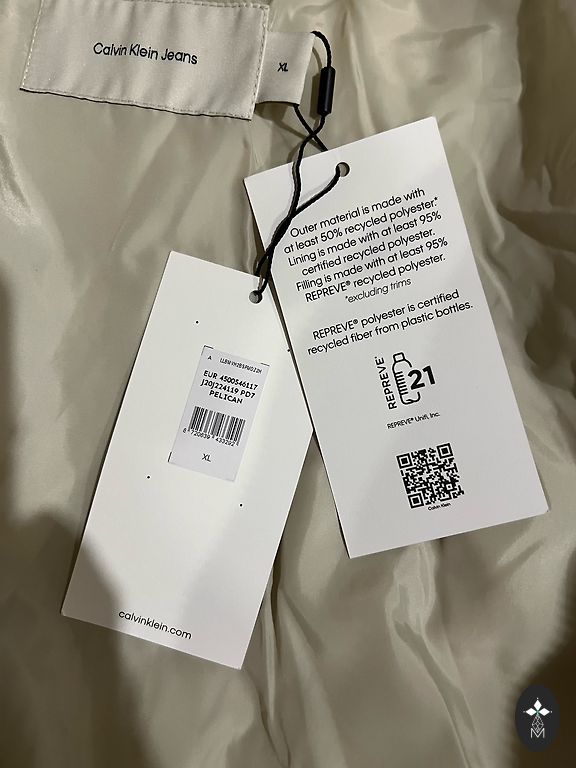 Calvin Klein Jeans
XL
Outer material is made with
at least 50% recycled polyester.*
Lining is made with at least 95%
certified recycled polyester.
Filling is made with at least 95%
REPREVE® recycled polyester.
*excluding trims
REPREVE® polyester is certified
recycled fiber from plastic bottles.
REPREVE®
21
REPREVE® Unifi, Inc.
Calvin Klein
A
EUR 4500546117
J20J224119 PD7
PELICAN
XL
calvinklein.com
M